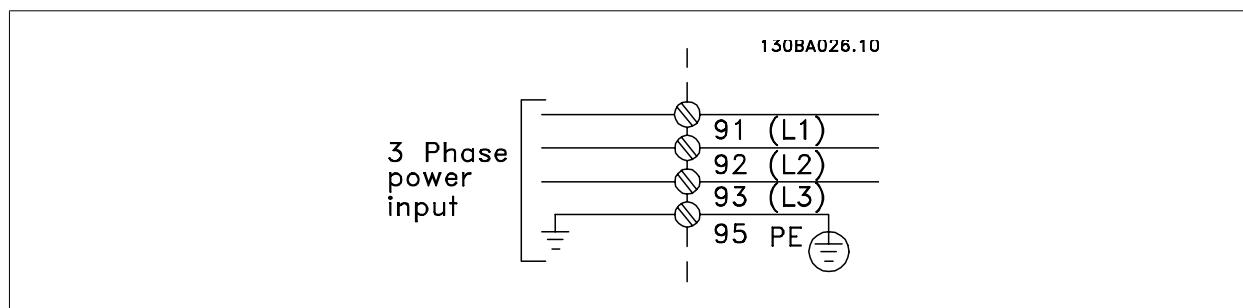 130BA026.10
91 (L1)
3 Phase
power
input
92 (L2)
93 (L3)
95 PE